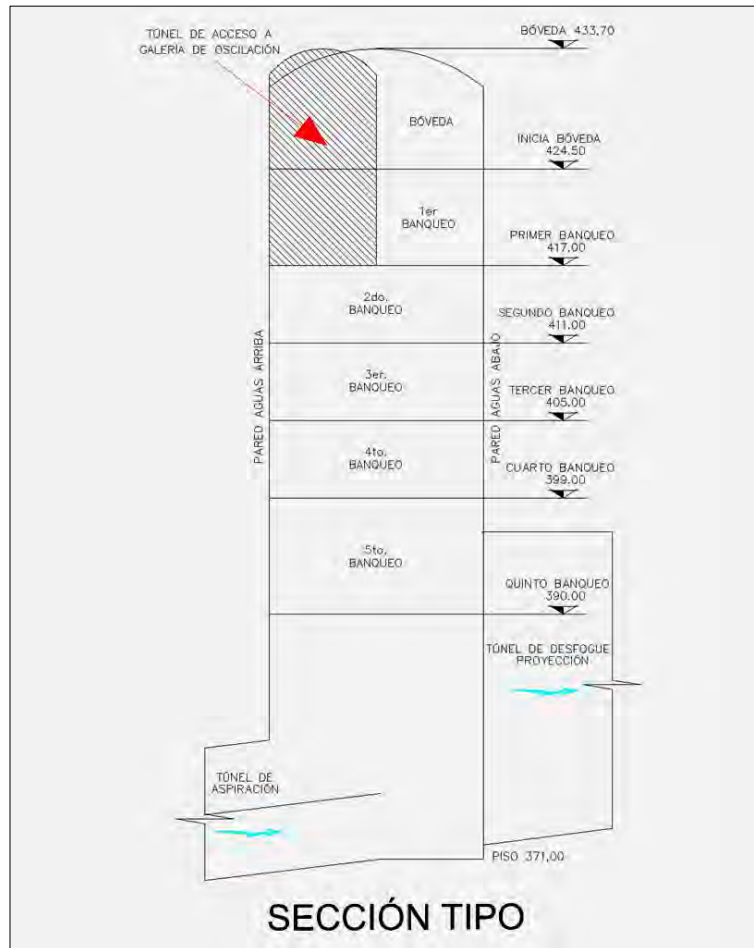 TÚNEL DE ACCESO A
GALERÍA DE OSCILACIÓN
BÓVEDA 433,70
BÓVEDA
INICIA BÓVEDA
424.50
1er
BANQUEO
PRIMER BANQUEO
417.00
2do.
BANQUEO
SEGUNDO BANQUEO
411.00
PARED AGUAS ARRIBA
PARED AGUAS ABAJO
3er.
BANQUEO
TERCER BANQUEO
405.00
4to.
BANQUEO
CUARTO BANQUEO
399.00
5to.
BANQUEO
QUINTO BANQUEO
390.00
TÚNEL DE DESFOGUE
PROYECCIÓN
TÚNEL DE
ASPIRACIÓN
PISO 371,00
SECCIÓN TIPO